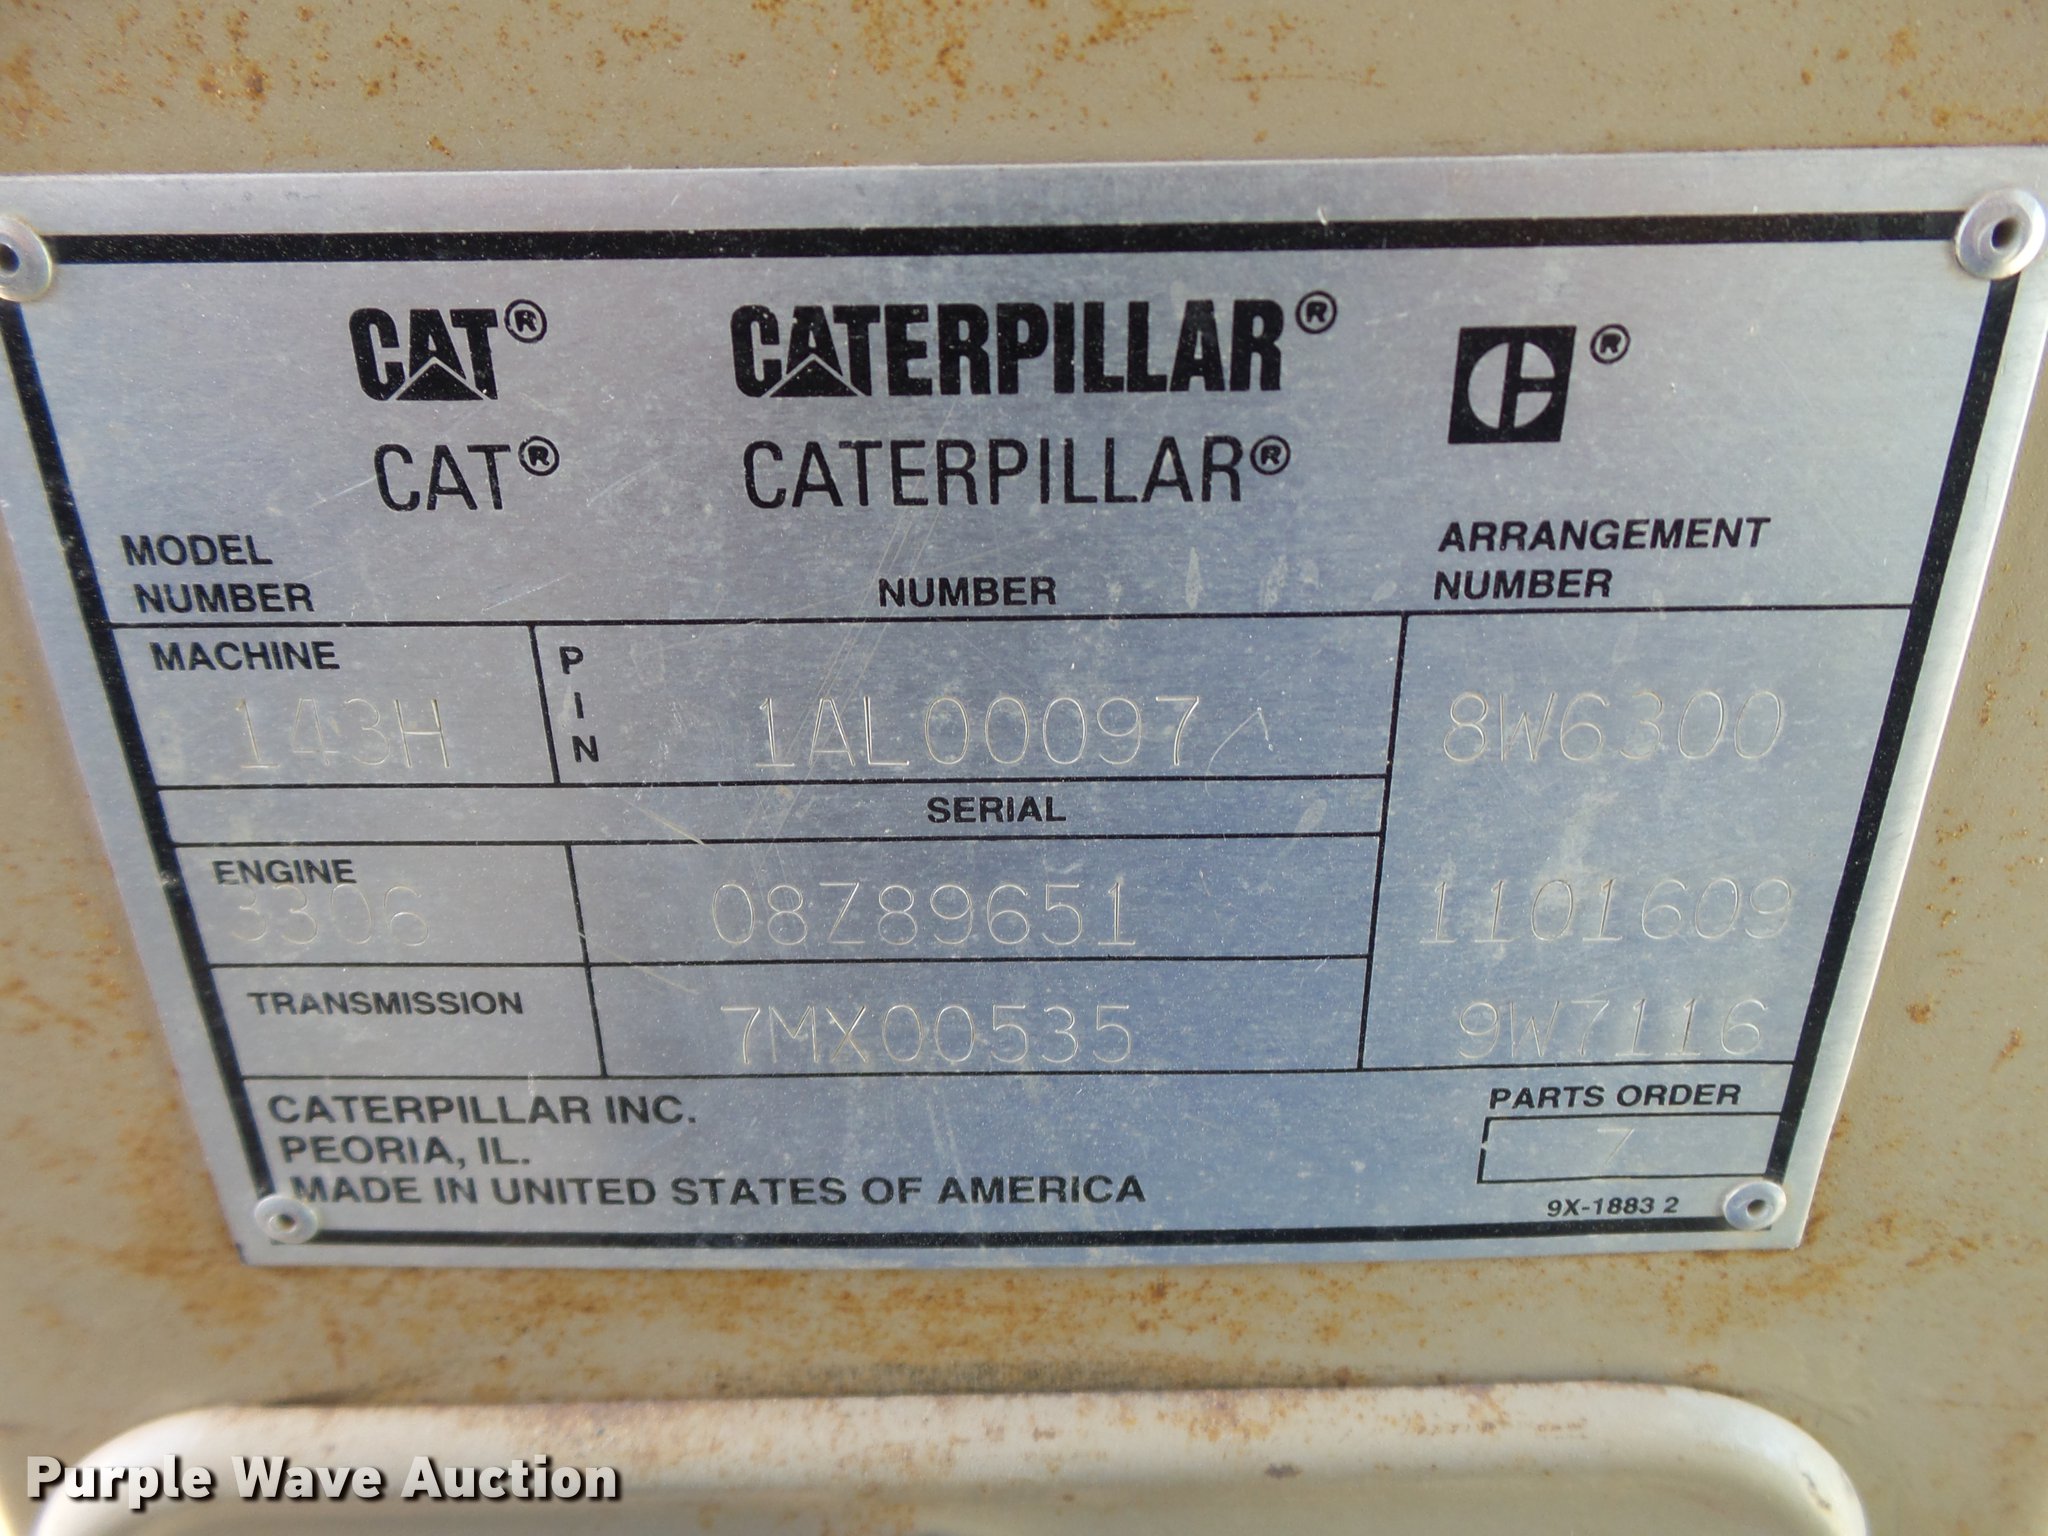 CAT® CATERPILLAR® ®
CAT® CATERPILLAR®
MODEL
NUMBER
NUMBER
ARRANGEMENT
NUMBER
MACHINE
143H
PIN
1AL00097
8W6300
SERIAL
ENGINE
3306
08Z89651
1101609
TRANSMISSION
7MX00535
9W7116
CATERPILLAR INC.
PEORIA, IL.
MADE IN UNITED STATES OF AMERICA
PARTS ORDER
7
9X-1883 2
Purple Wave Auction